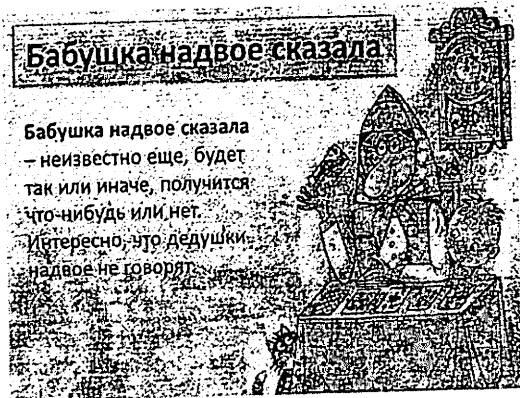 Бабушка надвое сказала
Бабушка надвое сказала
– неизвестно еще, будет
так или иначе, получится
что-нибудь или нет.
Интересно, что дедушки
надвое не говорят.